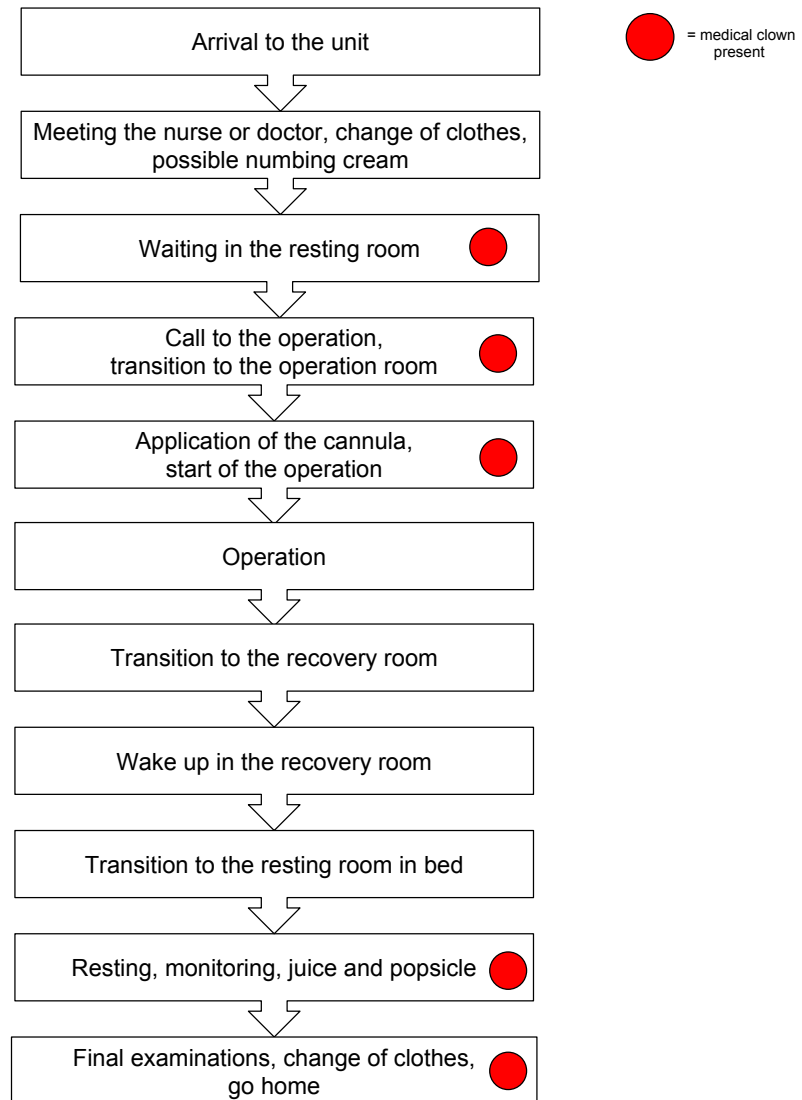 Arrival to the unit
= medical clown
present
Meeting the nurse or doctor, change of clothes,
possible numbing cream
Waiting in the resting room
Call to the operation,
transition to the operation room
Application of the cannula,
start of the operation
Operation
Transition to the recovery room
Wake up in the recovery room
Transition to the resting room in bed
Resting, monitoring, juice and popsicle
Final examinations, change of clothes,
go home